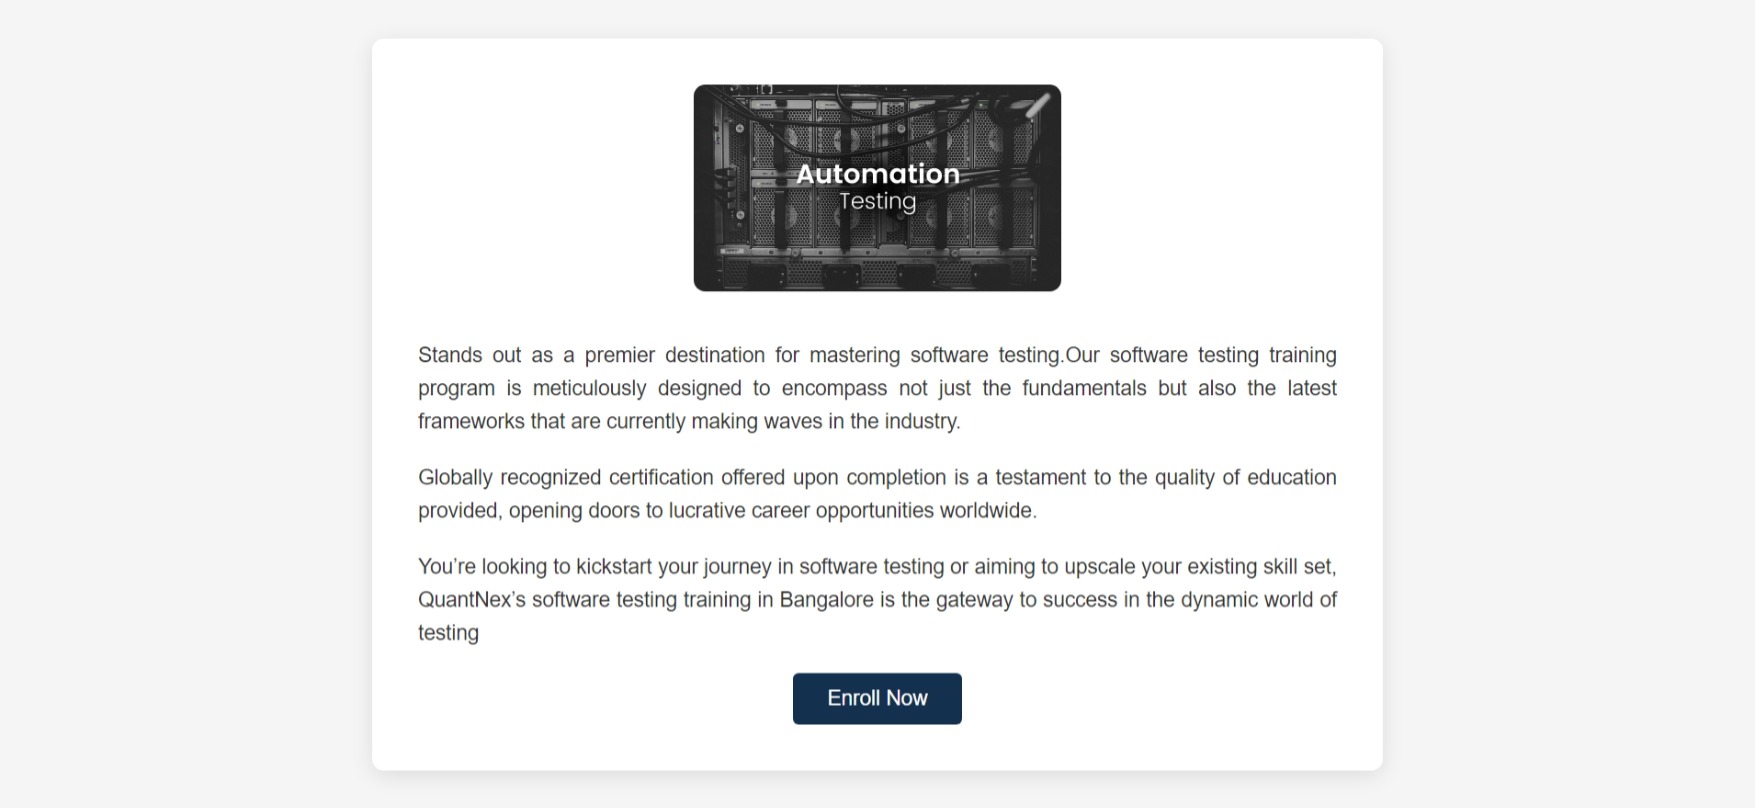 Automation
Testing
Stands out as a premier destination for mastering software testing.Our software testing training
program is meticulously designed to encompass not just the fundamentals but also the latest
frameworks that are currently making waves in the industry.
Globally recognized certification offered upon completion is a testament to the quality of education
provided, opening doors to lucrative career opportunities worldwide.
You’re looking to kickstart your journey in software testing or aiming to upscale your existing skill set,
QuantNex’s software testing training in Bangalore is the gateway to success in the dynamic world of
testing
Enroll Now